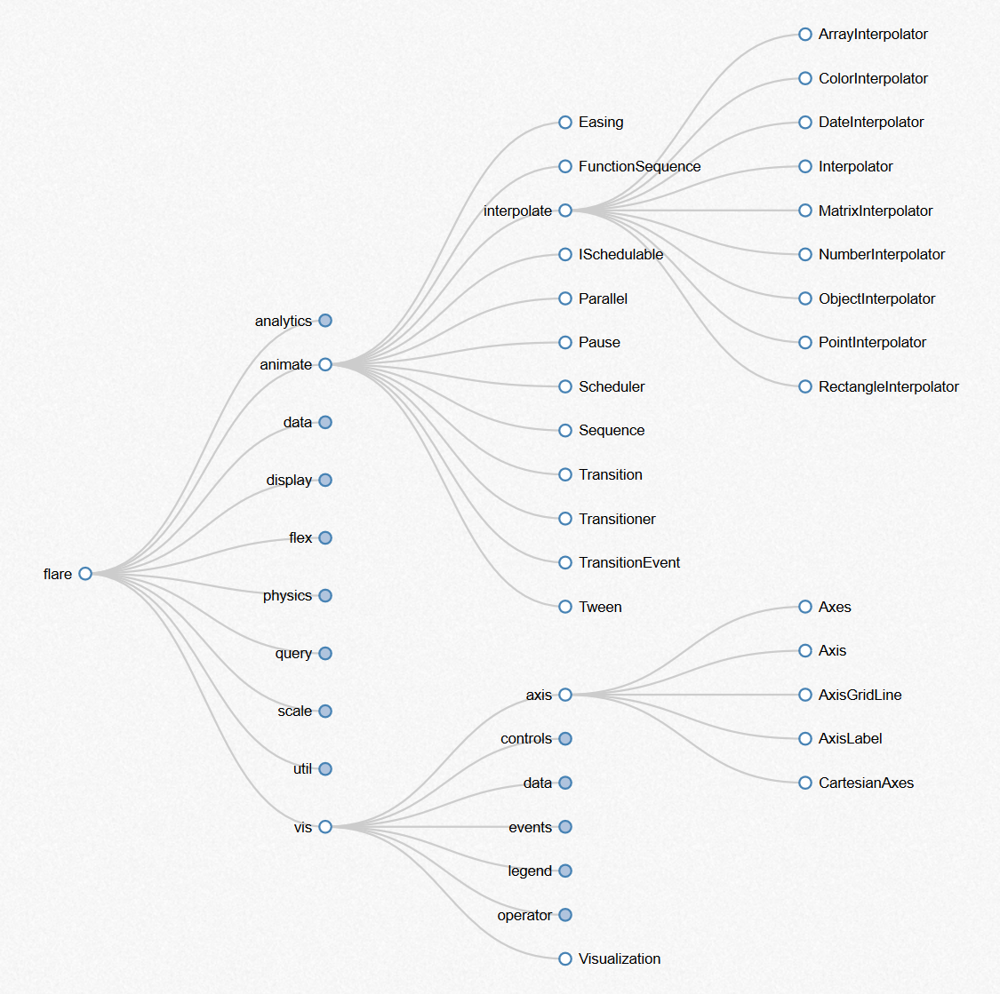 ArrayInterpolator
ColorInterpolator
Easing
DateInterpolator
FunctionSequence
Interpolator
interpolate
MatrixInterpolator
ISchedulable
NumberInterpolator
Parallel
ObjectInterpolator
analytics
Pause
PointInterpolator
animate
Scheduler
RectangleInterpolator
data
Sequence
display
Transition
Transitioner
flex
TransitionEvent
flare
physics
Tween
Axes
query
Axis
axis
AxisGridLine
scale
controls
AxisLabel
util
data
CartesianAxes
vis
events
legend
operator
Visualization